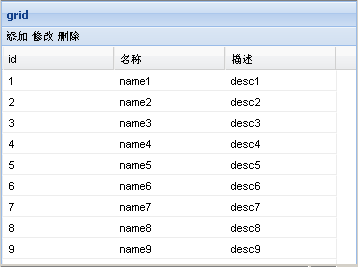 grid
添加 修改 删除
id 名称 描述
1 name1 desc1
2 name2 desc2
3 name3 desc3
4 name4 desc4
5 name5 desc5
6 name6 desc6
7 name7 desc7
8 name8 desc8
9 name9 desc9